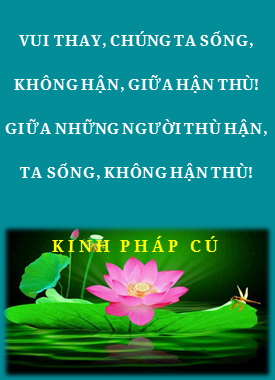 VUI THAY, CHÚNG TA SỐNG,
KHÔNG HẬN, GIỮA HẬN THÙ!
GIỮA NHỮNG NGƯỜI THÙ HẬN,
TA SỐNG, KHÔNG HẬN THÙ!
KINH PHÁP CÚ